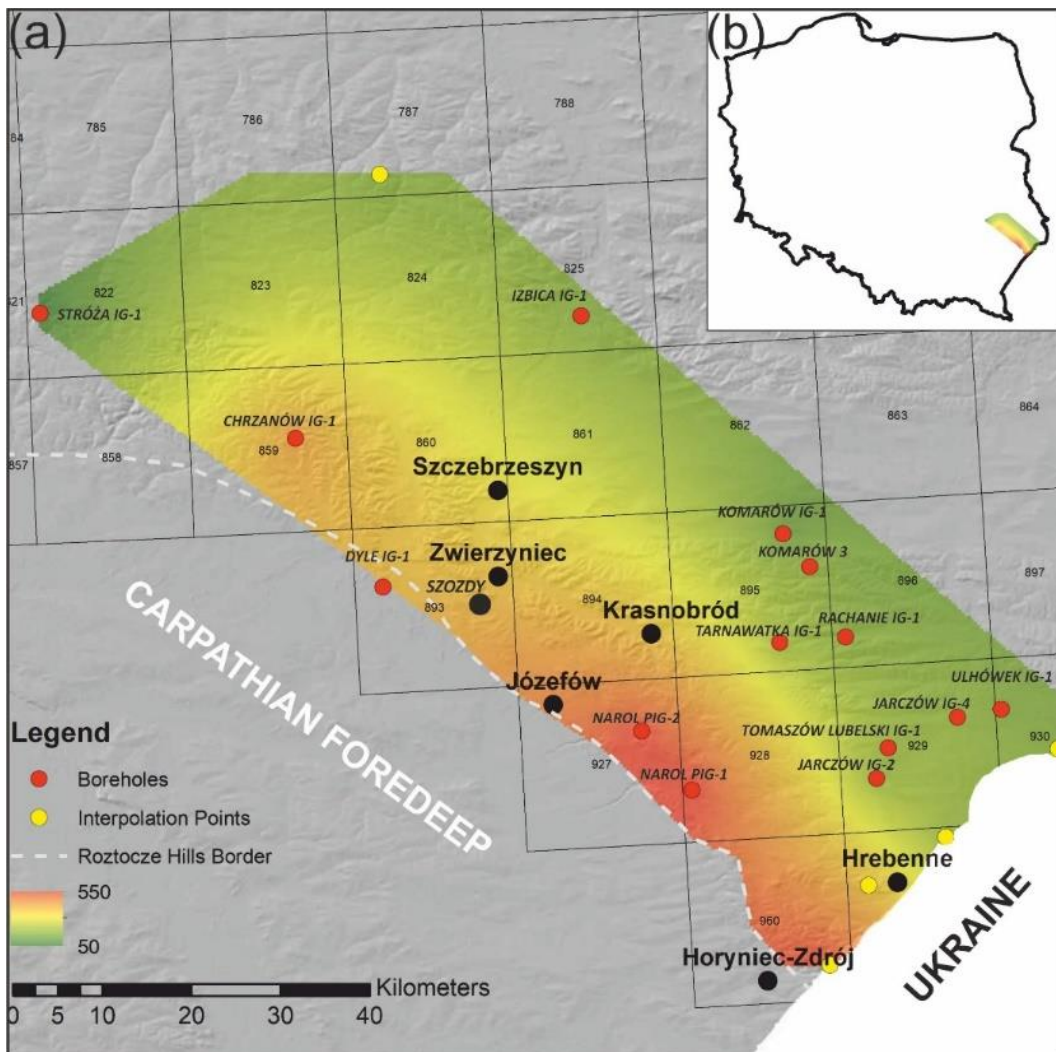 (a)
(b)
785
786
787
788
84
821
822
823
824
825
STRÓŻA IG-1
IZBICA IG-1
CHRZANÓW IG-1
857
858
859
860
861
862
863
864
Szczebrzeszyn
KOMARÓW IG-1
KOMARÓW 3
DYLE IG-1
Zwierzyniec
SZOZDY
893
894
895
896
897
Krasnobród
TARNAWATKA IG-1
RACHANIE IG-1
CARPATHIAN FOREDEEP
Józefów
ULHÓWEK IG-1
JARCZÓW IG-4
NAROL PIG-2
TOMASZÓW LUBELSKI IG-1
927
928
929
930
NAROL PIG-1
JARCZÓW IG-2
Legend
Boreholes
Interpolation Points
Roztocze Hills Border
550
50
Hrebenne
UKRAINE
960
Horyniec-Zdrój
Kilometers
0 5 10 20 30 40